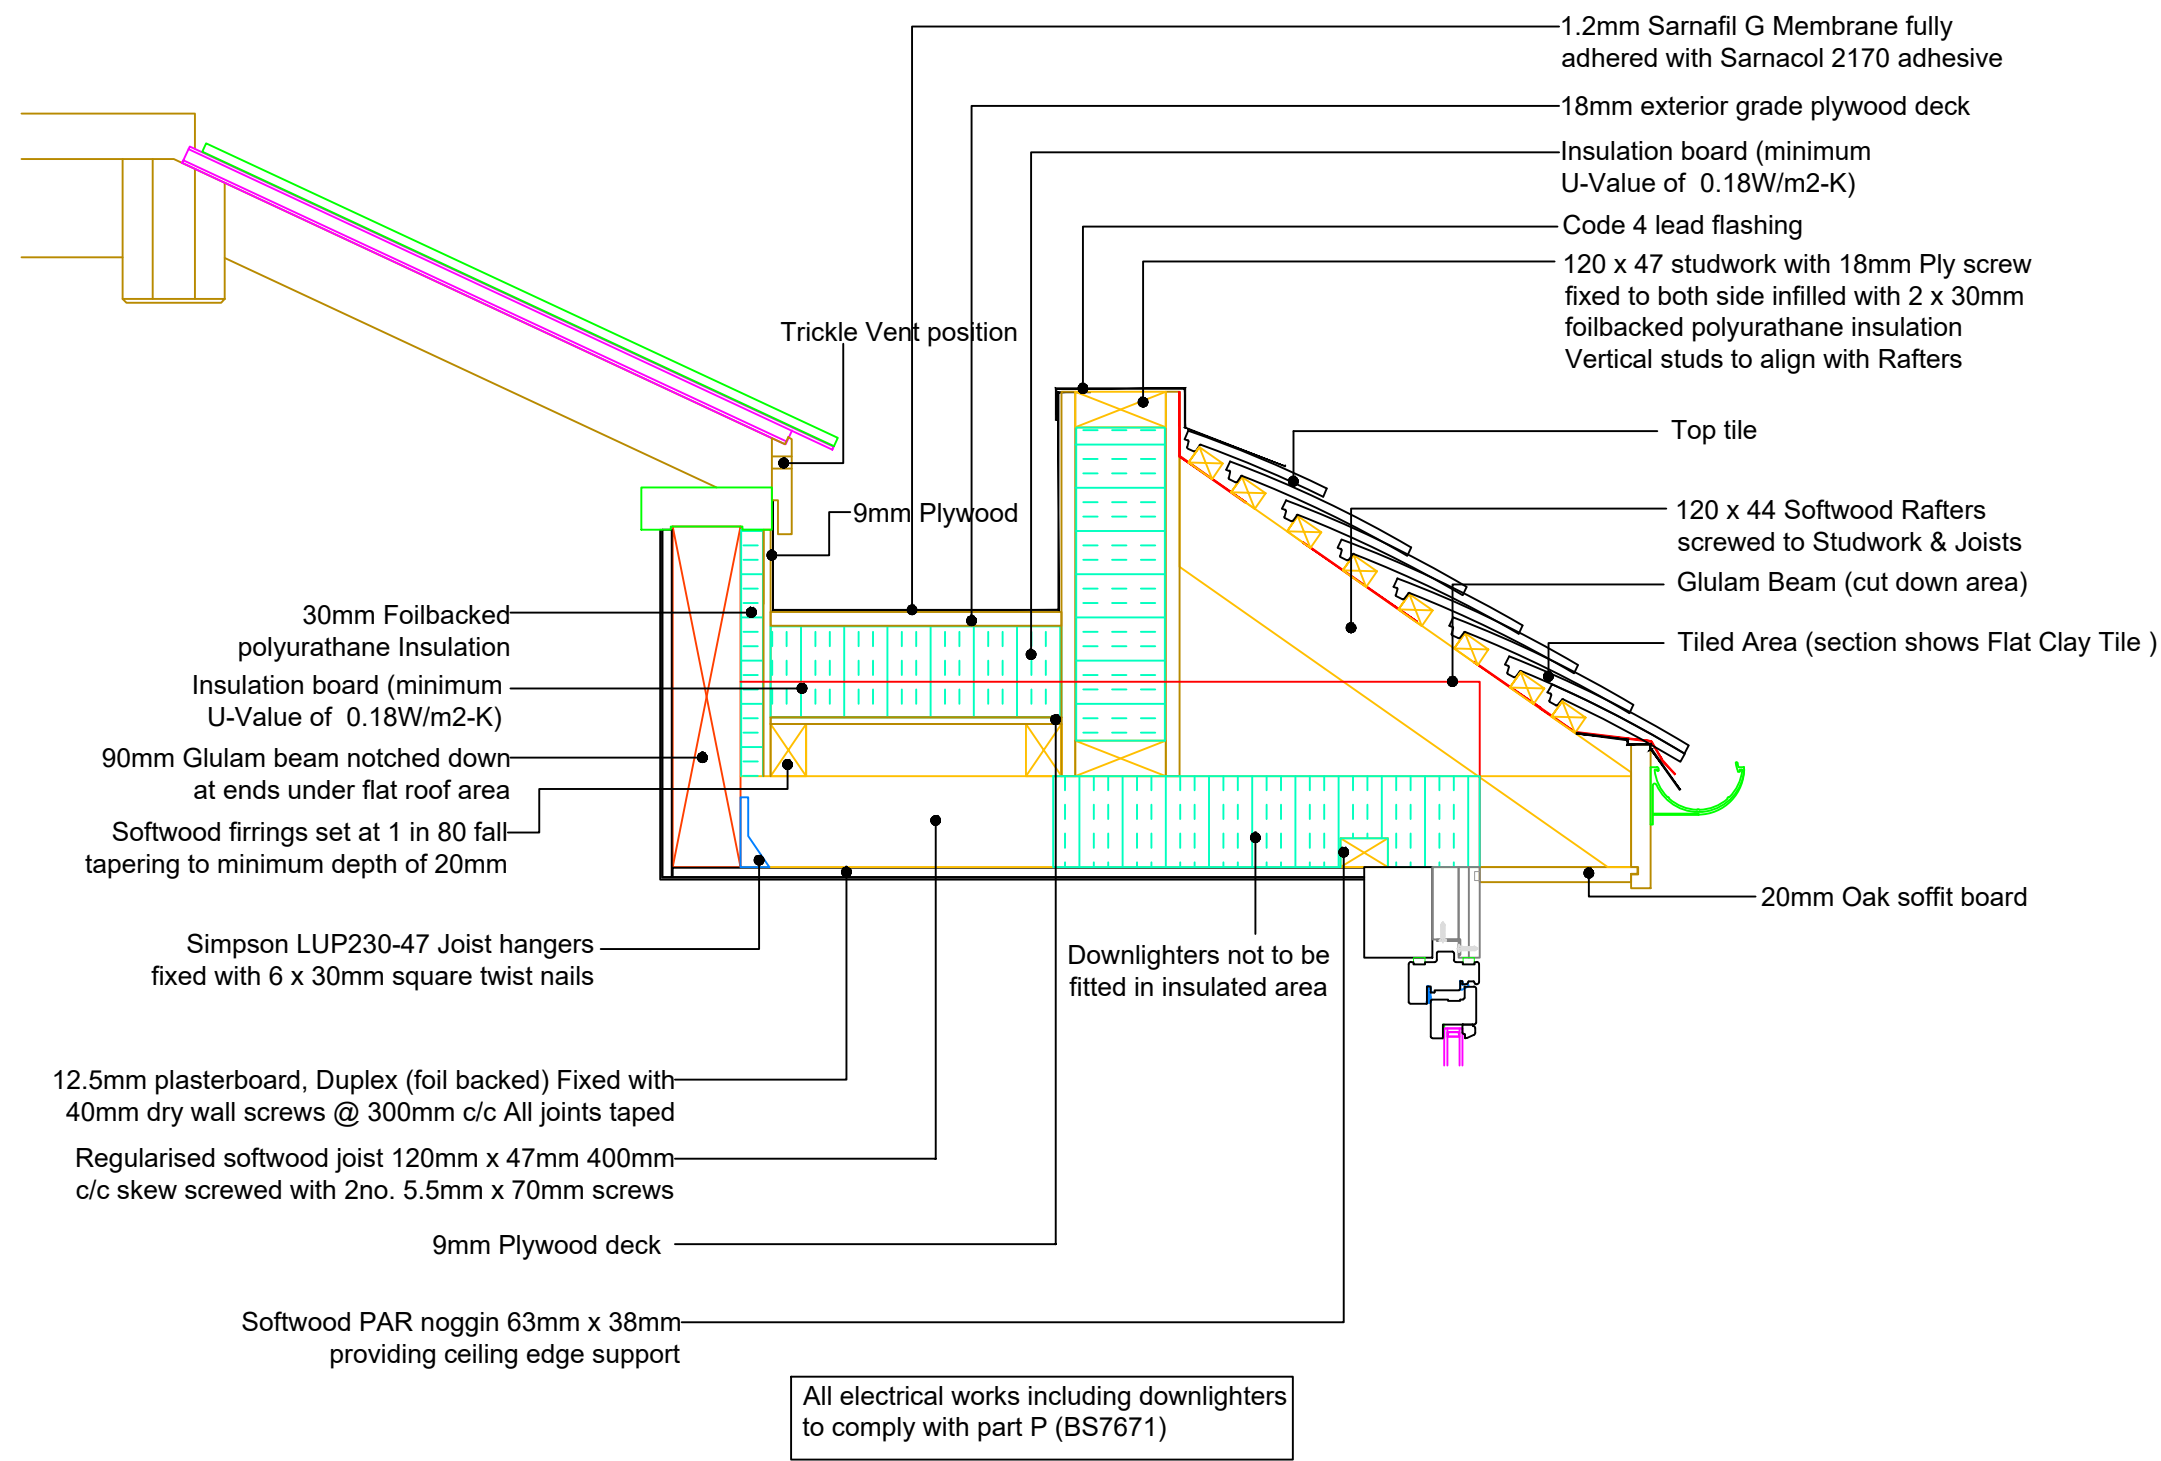 1.2mm Sarnafil G Membrane fully
adhered with Sarnacol 2170 adhesive
18mm exterior grade plywood deck
Insulation board (minimum
U-Value of  0.18W/m2-K)
Code 4 lead flashing
120 x 47 studwork with 18mm Ply screw
fixed to both side infilled with 2 x 30mm
foilbacked polyurathane insulation
Vertical studs to align with Rafters
Trickle Vent position
Top tile
9mm Plywood
120 x 44 Softwood Rafters
screwed to Studwork & Joists
Glulam Beam (cut down area)
Tiled Area (section shows Flat Clay Tile )
30mm Foilbacked
polyurathane Insulation
Insulation board (minimum
U-Value of  0.18W/m2-K)
90mm Glulam beam notched down
at ends under flat roof area
Softwood firrings set at 1 in 80 fall
tapering to minimum depth of 20mm
20mm Oak soffit board
Simpson LUP230-47 Joist hangers
fixed with 6 x 30mm square twist nails
Downlighters not to be
fitted in insulated area
12.5mm plasterboard, Duplex (foil backed) Fixed with
40mm dry wall screws @ 300mm c/c All joints taped
Regularised softwood joist 120mm x 47mm 400mm
c/c skew screwed with 2no. 5.5mm x 70mm screws
9mm Plywood deck
Softwood PAR noggin 63mm x 38mm
providing ceiling edge support
All electrical works including downlighters
to comply with part P (BS7671)